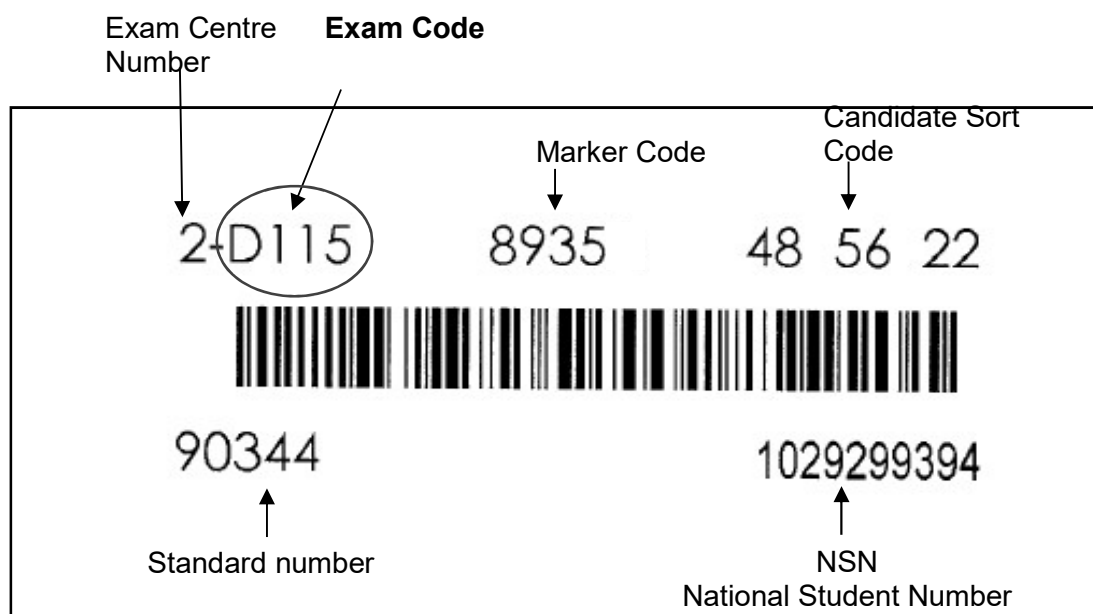 Exam Centre Number
Exam Code
Candidate Sort Code
Marker Code
2-D115 8935 48 56 22
90344 1029299394
Standard number
NSN
National Student Number